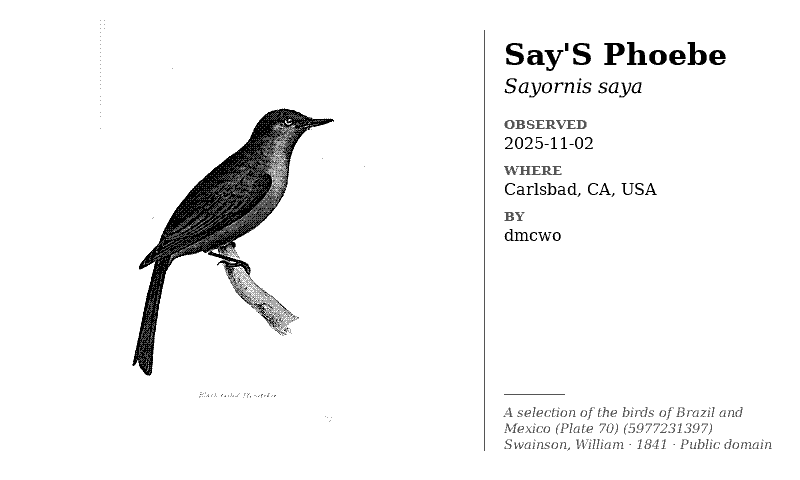 Say'S Phoebe
Sayornis saya
OBSERVED
2025-11-02
WHERE
Carlsbad, CA, USA
BY
dmcwo
A selection of the birds of Brazil and
Mexico (Plate 70) (5977231397)
Swainson, William · 1841 · Public domain